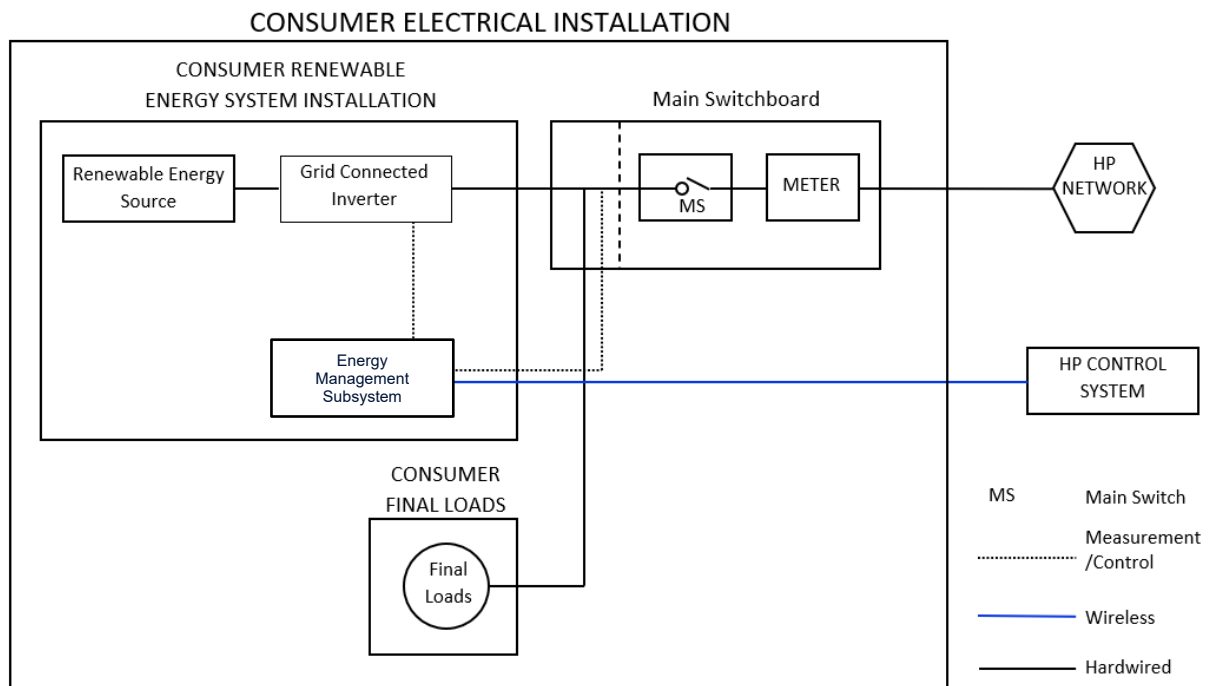 CONSUMER ELECTRICAL INSTALLATION
CONSUMER RENEWABLE
ENERGY SYSTEM INSTALLATION
Main Switchboard
Renewable Energy
Source
Grid Connected
Inverter
MS
METER
HP
NETWORK
Energy
Management
Subsystem
HP CONTROL
SYSTEM
CONSUMER
FINAL LOADS
Final
Loads
MS
Main Switch
Measurement
/Control
Wireless
Hardwired